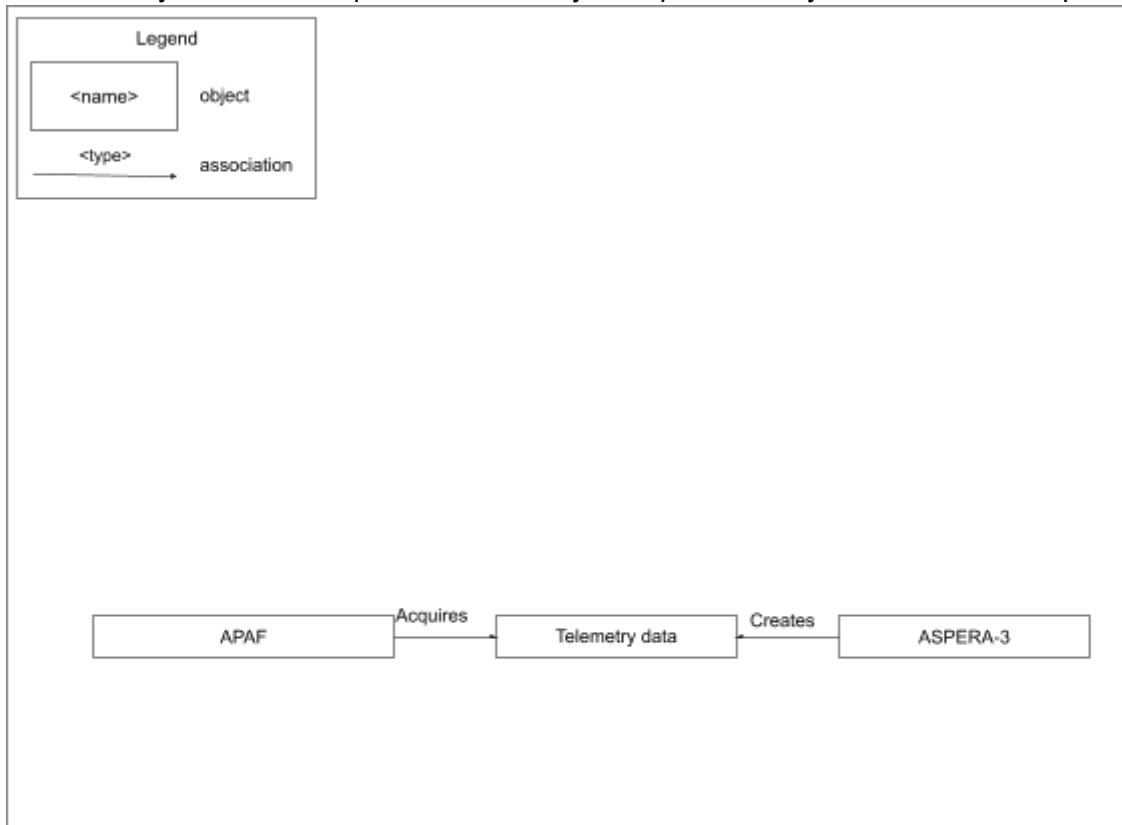 Legend
<name>
object
<type>
association
Acquires
Creates
APAF
Telemetry data
ASPERA-3